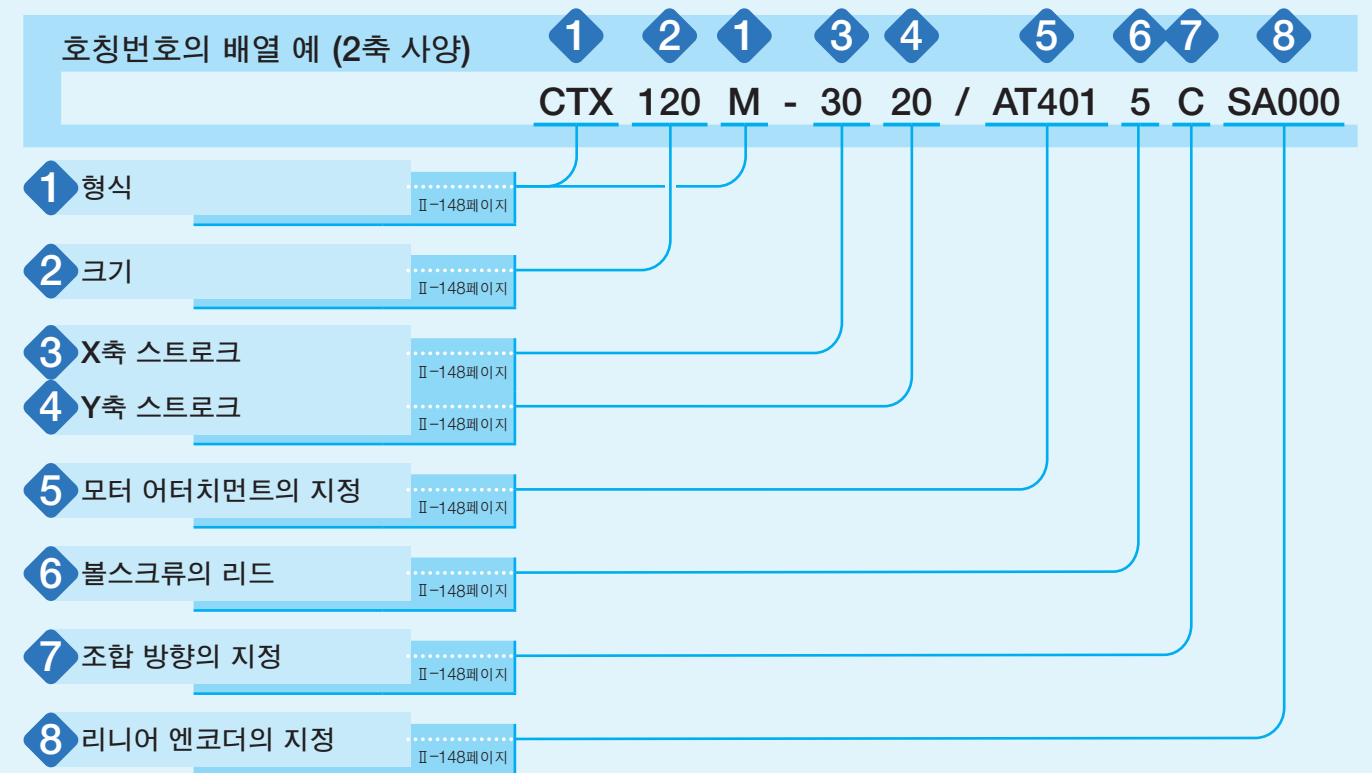 호칭번호의 배열 예 (2축 사양)
1 2 1 3 4 5 6 7 8
CTX 120 M - 30 20 / AT401 5 C SA000
1 형식
Ⅱ-148페이지
2 크기
Ⅱ-148페이지
3 X축 스트로크
Ⅱ-148페이지
4 Y축 스트로크
Ⅱ-148페이지
5 모터 어터치먼트의 지정
Ⅱ-148페이지
6 볼스크류의 리드
Ⅱ-148페이지
7 조합 방향의 지정
Ⅱ-148페이지
8 리니어 엔코더의 지정
Ⅱ-148페이지